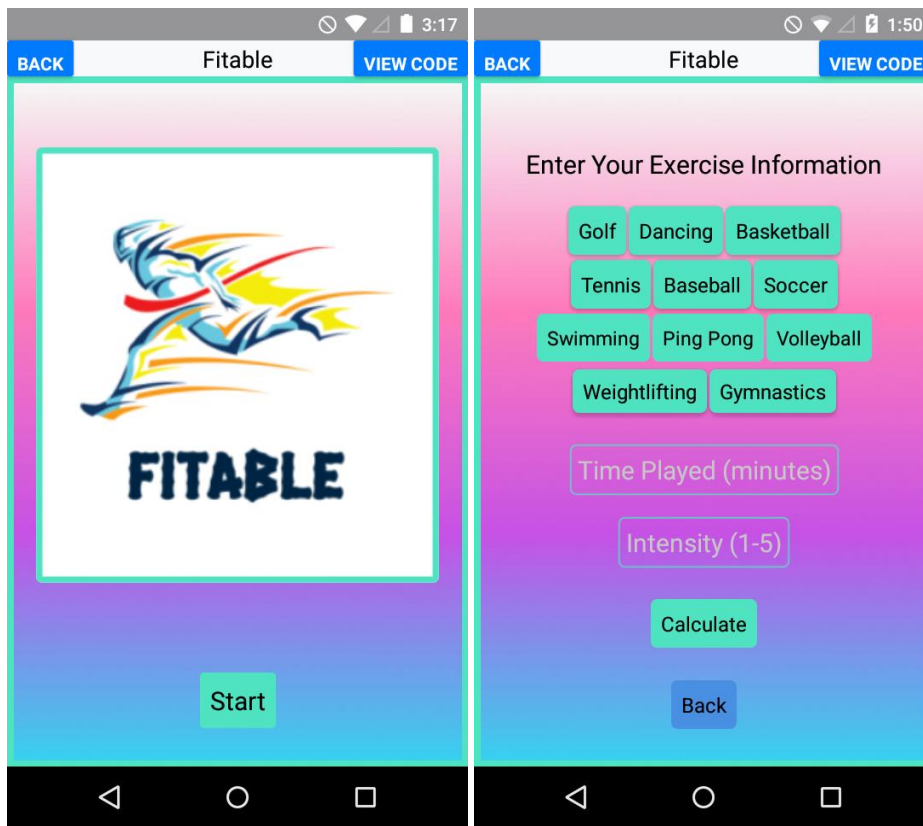 3:17
BACK Fitable VIEW CODE
FITABLE
Start
1:50
BACK Fitable VIEW CODE
Enter Your Exercise Information
Golf Dancing Basketball
Tennis Baseball Soccer
Swimming Ping Pong Volleyball
Weightlifting Gymnastics
Time Played (minutes)
Intensity (1-5)
Calculate
Back